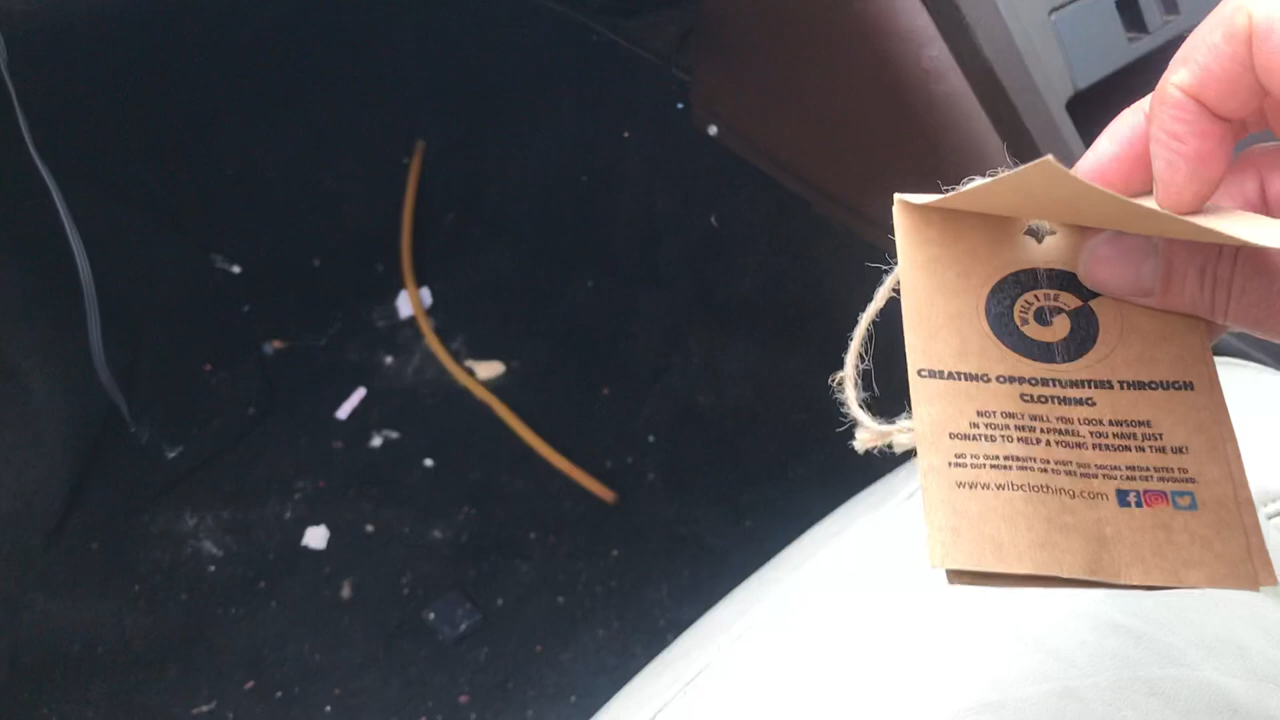 WILL I BE...
CREATING OPPORTUNITIES THROUGH
CLOTHING
NOT ONLY WILL YOU LOOK AWSOME
IN YOUR NEW APPAREL, YOU HAVE JUST
DONATED TO HELP A YOUNG PERSON IN THE UK!
GO TO OUR WEBSITE OR VISIT OUR SOCIAL MEDIA SITES TO
FIND OUT MORE INFO OR TO SEE HOW YOU CAN GET INVOLVED.
www.wibclothing.com